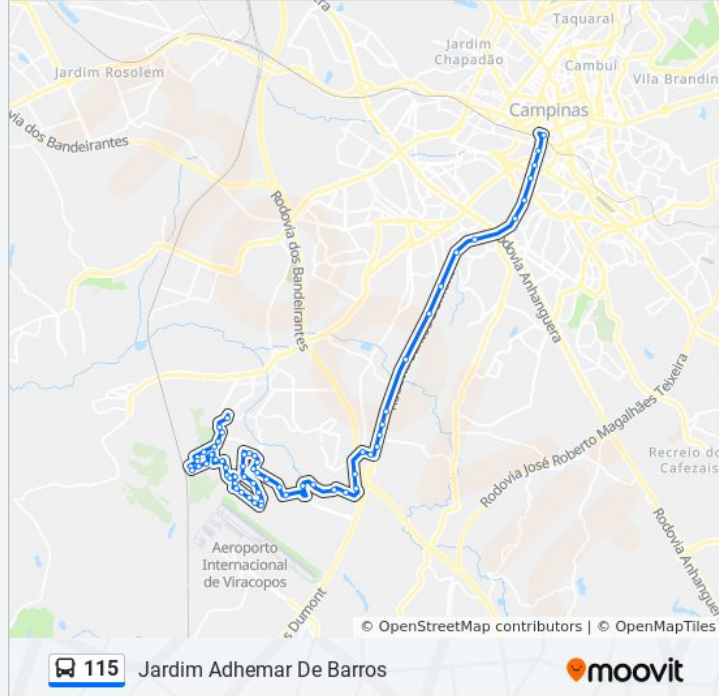 Taquaral
Jardim
Chapadão
Cambuí
Jardim Rosolem
Vila Brandin
Campinas
via dos Bandeirantes
Rodovia dos Bandeirantes
Rodovia Anhanguera
Rodovia José Roberto Magalhães Teixeira
Recreio do
Cafezais
Rodovia Anhanguera
Aeroporto
Internacional
de Viracopos
s Dumont
© OpenStreetMap contributors | © OpenMapTiles
115 Jardim Adhemar De Barros
moovit